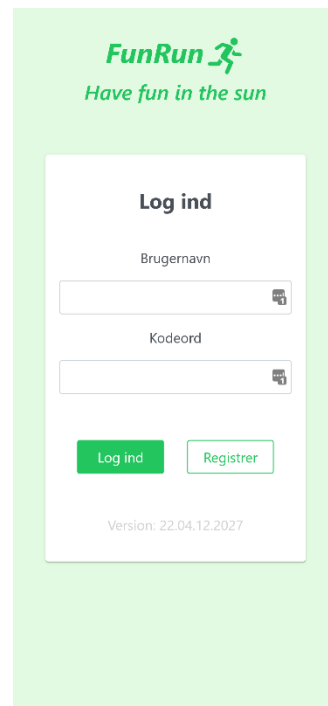 FunRun
Have fun in the sun
Log ind
Brugernavn
Kodeord
Log ind
Registrer
Version: 22.04.12.2027